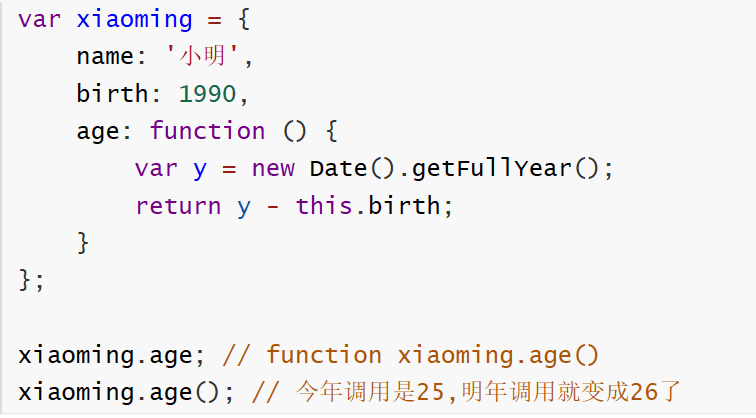 var xiaoming = {
    name: '小明',
    birth: 1990,
    age: function () {
        var y = new Date().getFullYear();
        return y - this.birth;
    }
};

xiaoming.age; // function xiaoming.age()
xiaoming.age(); // 今年调用是25,明年调用就变成26了